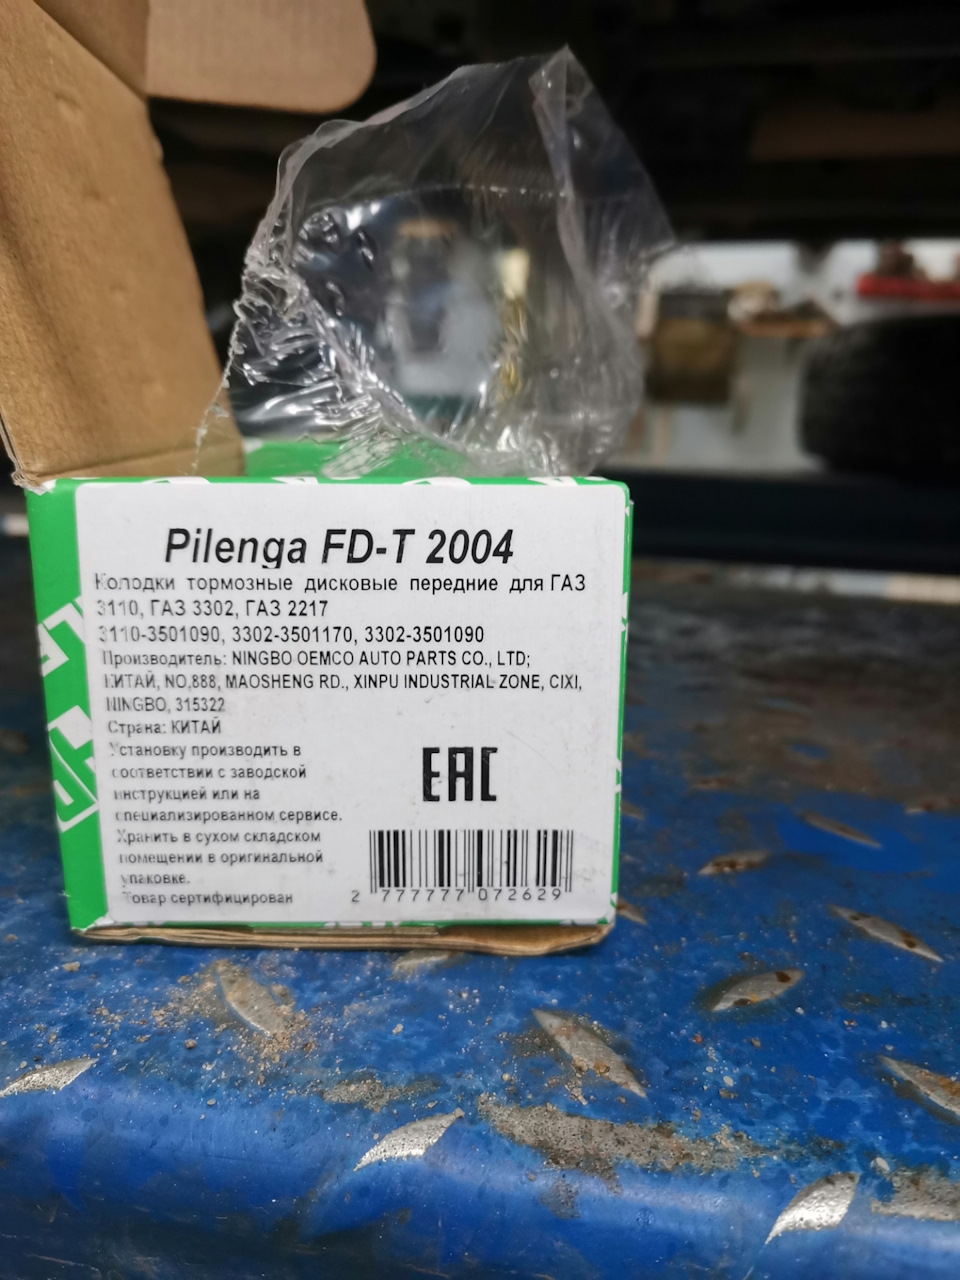 Pilenga FD-T 2004
Колодки тормозные дисковые передние для ГАЗ
3110, ГАЗ 3302, ГАЗ 2217
3110-3501090, 3302-3501170, 3302-3501090
Производитель: NINGBO OEMCO AUTO PARTS CO., LTD;
КИТАЙ, NO,888, MAOSHENG RD., XINPU INDUSTRIAL ZONE, CIXI,
NINGBO, 315322
Страна: КИТАЙ
Установку производить в
соответствии с заводской
инструкцией или на
специализированном сервисе.
Хранить в сухом складском
помещении в оригинальной
упаковке.
Товар сертифицирован
EAC
2 777777 072629